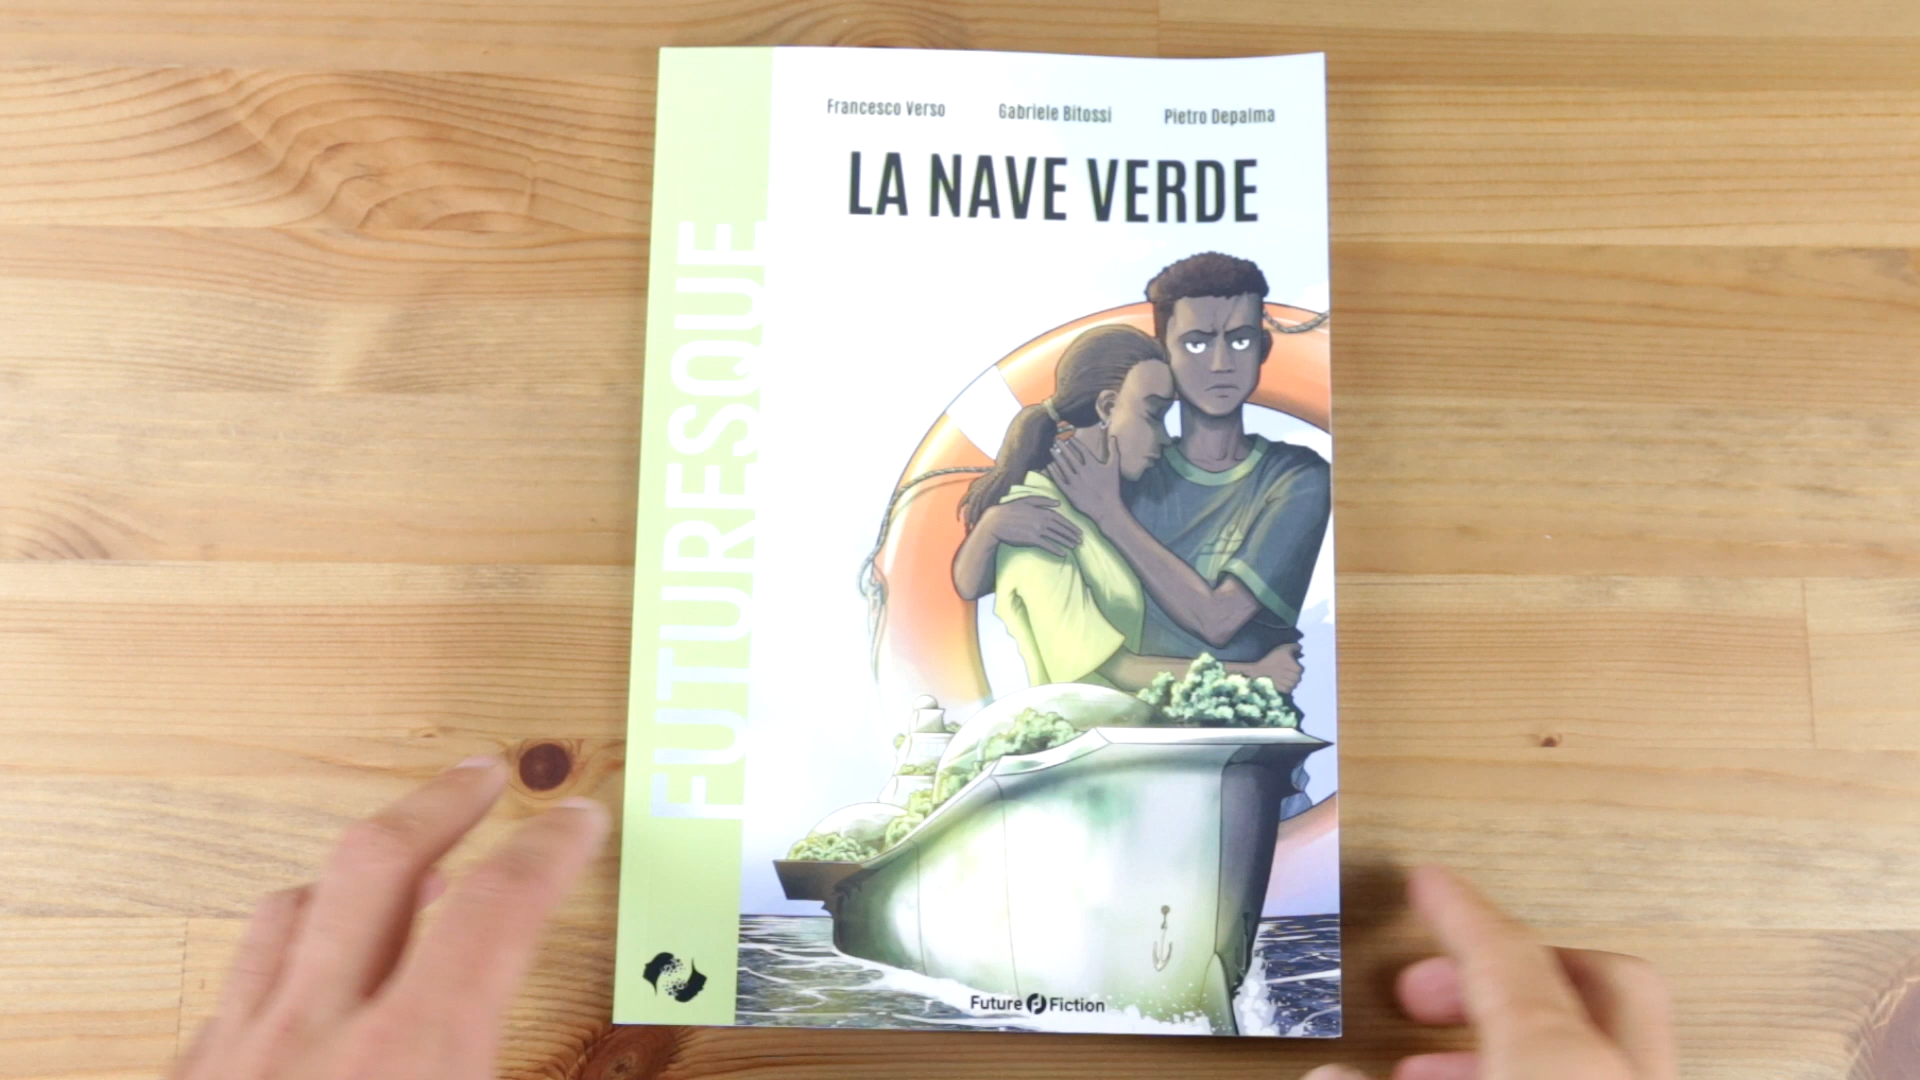 Francesco Verso Gabriele Bitossi Pietro Depalma
LA NAVE VERDE
FUTURESQUE
Future Fiction